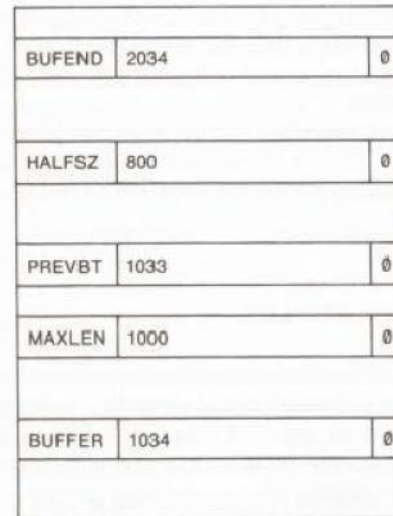 BUFEND 2034 0
HALFSZ 800 0
PREVBT 1033 0
MAXLEN 1000 0
BUFFER 1034 0